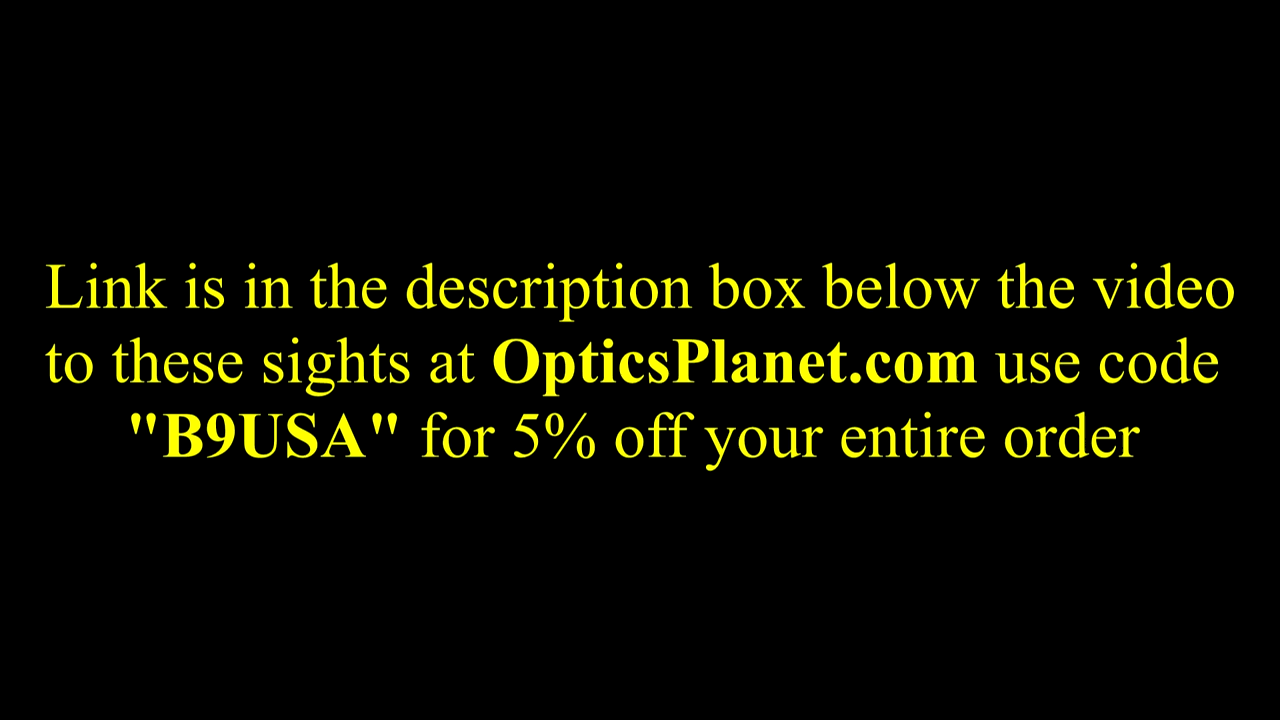 Link is in the description box below the video
to these sights at OpticsPlanet.com use code
"B9USA" for 5% off your entire order